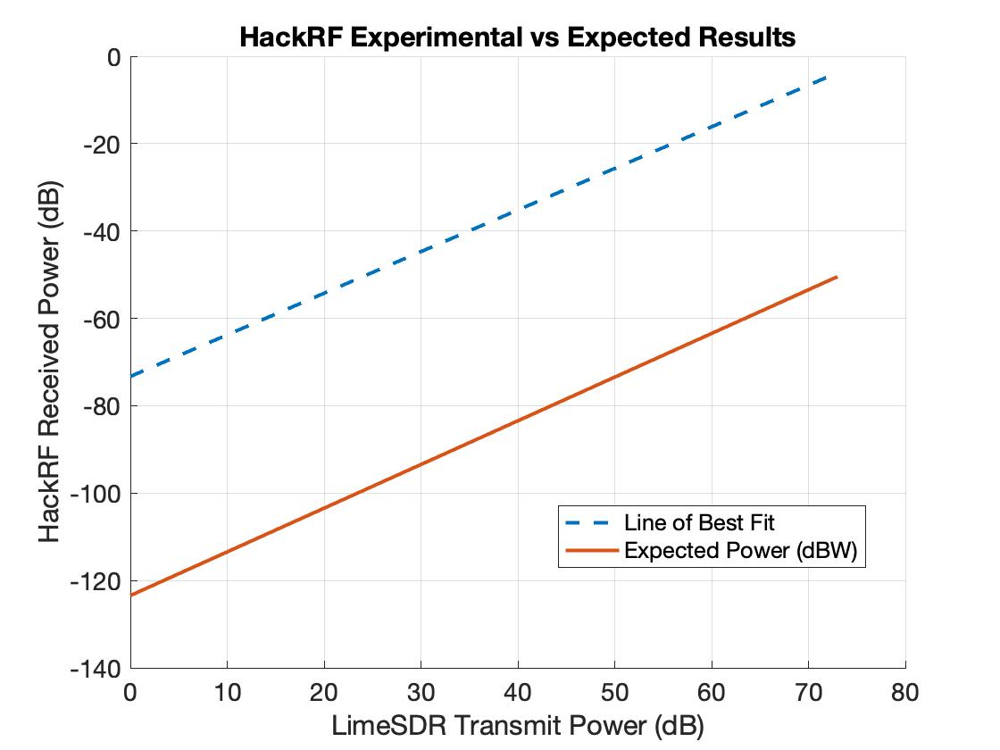 HackRF Experimental vs Expected Results
0
-20
-40
-60
-80
-100
-120
-140
HackRF Received Power (dB)
Line of Best Fit
Expected Power (dBW)
0 10 20 30 40 50 60 70 80
LimeSDR Transmit Power (dB)